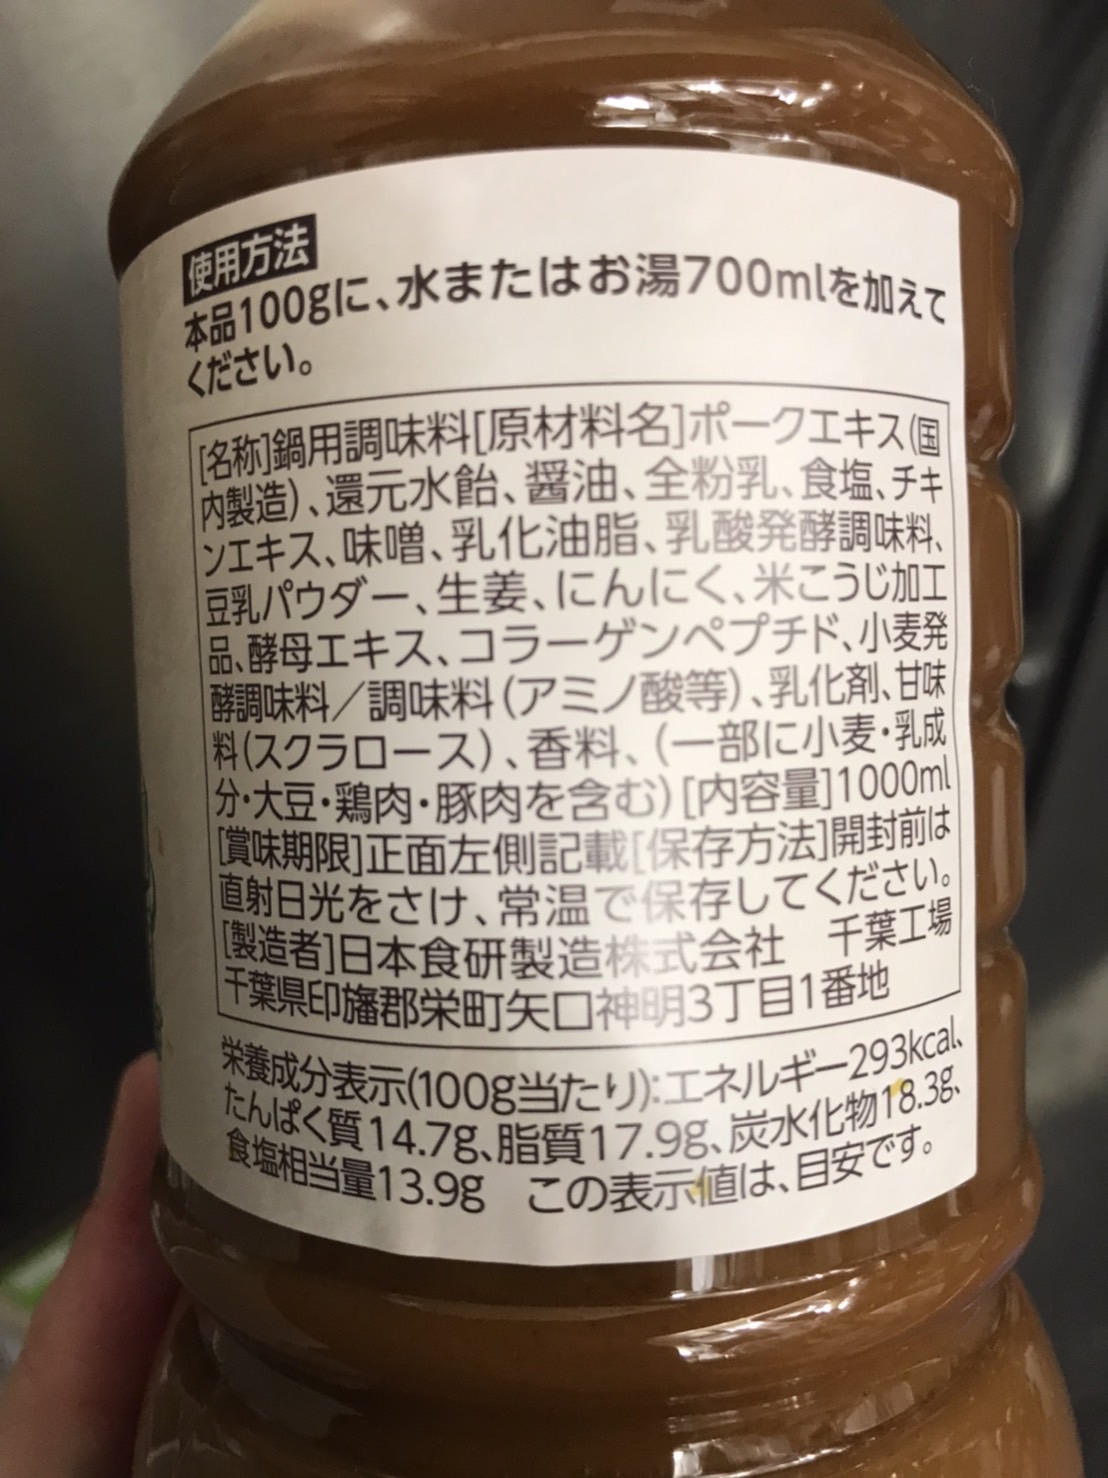 使用方法
本品100gに、水またはお湯700mlを加えて
ください。
[名称]鍋用調味料[原材料名]ポークエキス(国
内製造)、還元水飴、醤油、全粉乳、食塩、チキ
ンエキス、味噌、乳化油脂、乳酸発酵調味料、
豆乳パウダー、生姜、にんにく、米こうじ加工
品、酵母エキス、コラーゲンペプチド、小麦発
酵調味料／調味料(アミノ酸等)、乳化剤、甘味
料(スクラロース)、香料、(一部に小麦・乳成
分・大豆・鶏肉・豚肉を含む)[内容量]1000ml
[賞味期限]正面左側記載[保存方法]開封前は
直射日光をさけ、常温で保存してください。
[製造者]日本食研製造株式会社　千葉工場
千葉県印旛郡栄町矢口神明3丁目1番地
栄養成分表示(100g当たり):エネルギー293kcal、
たんぱく質14.7g、脂質17.9g、炭水化物18.3g、
食塩相当量13.9g　この表示値は、目安です。